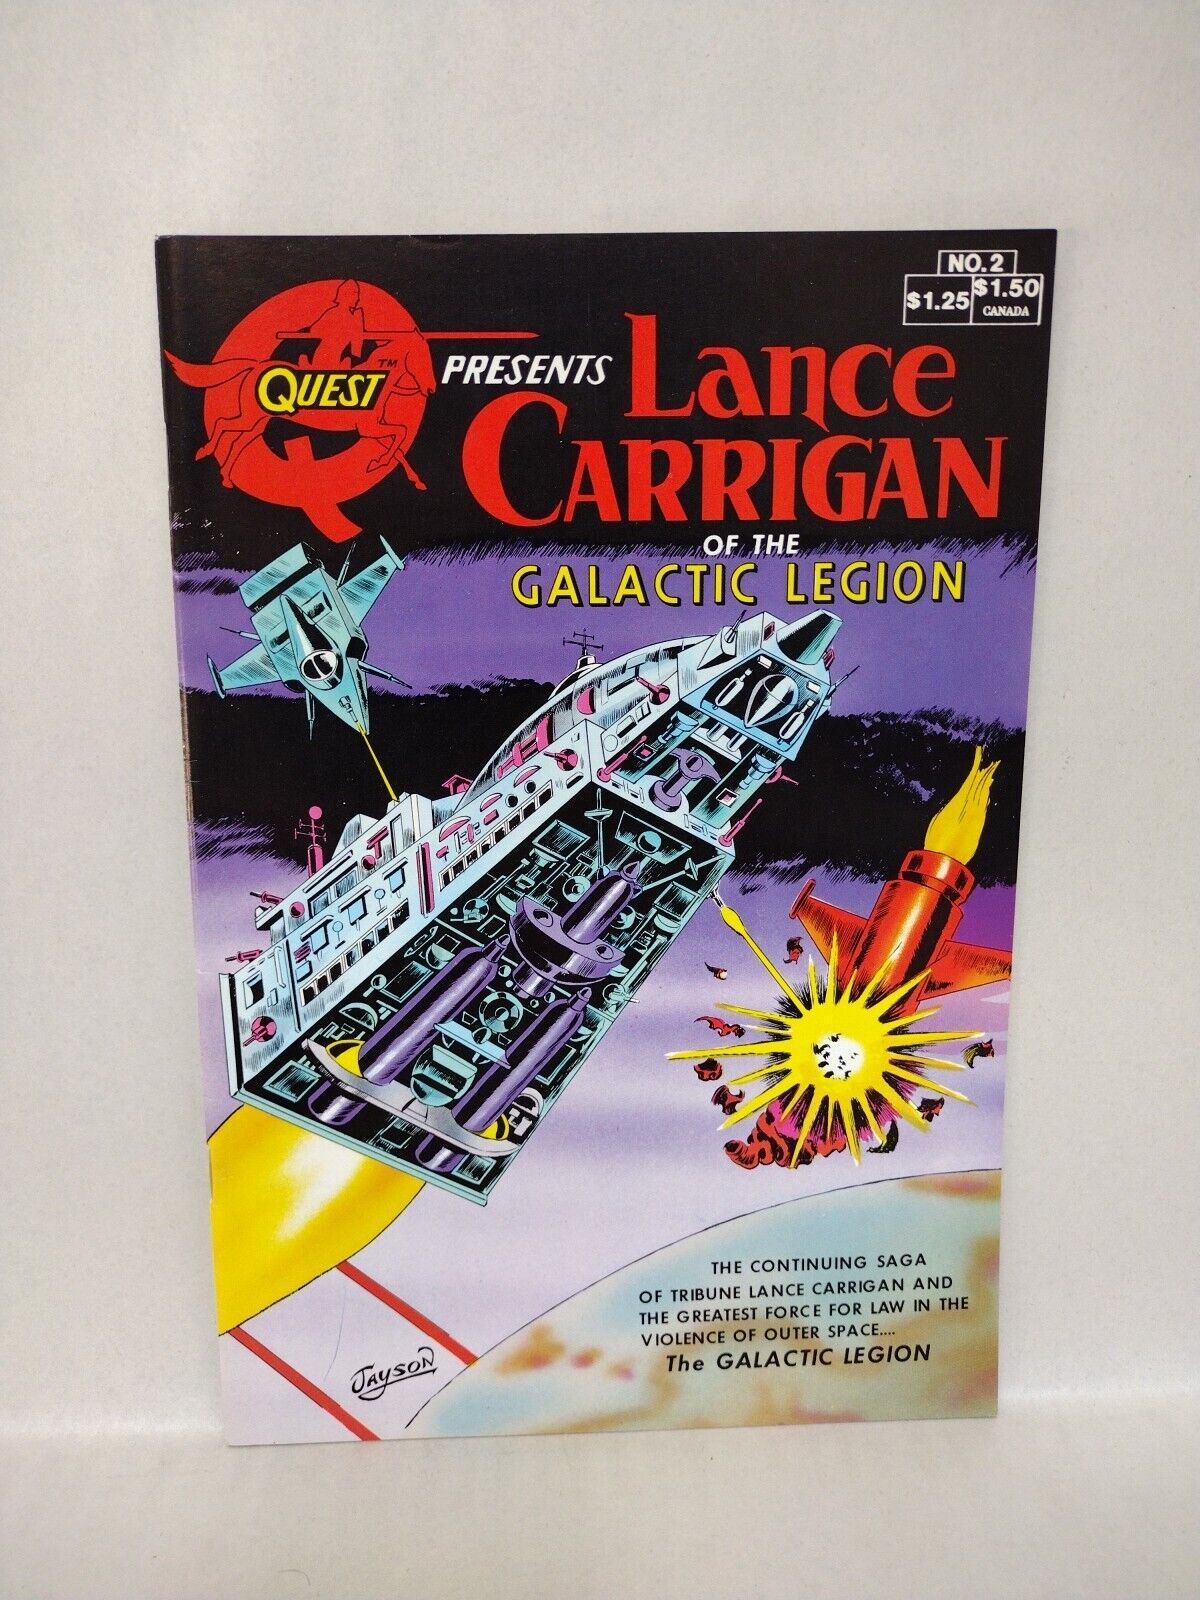 NO.2
$1.25 $1.50
CANADA
QUEST™
PRESENTS
Lance
CARRIGAN
OF THE
GALACTIC LEGION
THE CONTINUING SAGA
OF TRIBUNE LANCE CARRIGAN AND
THE GREATEST FORCE FOR LAW IN THE
VIOLENCE OF OUTER SPACE....
The GALACTIC LEGION
JAYSON